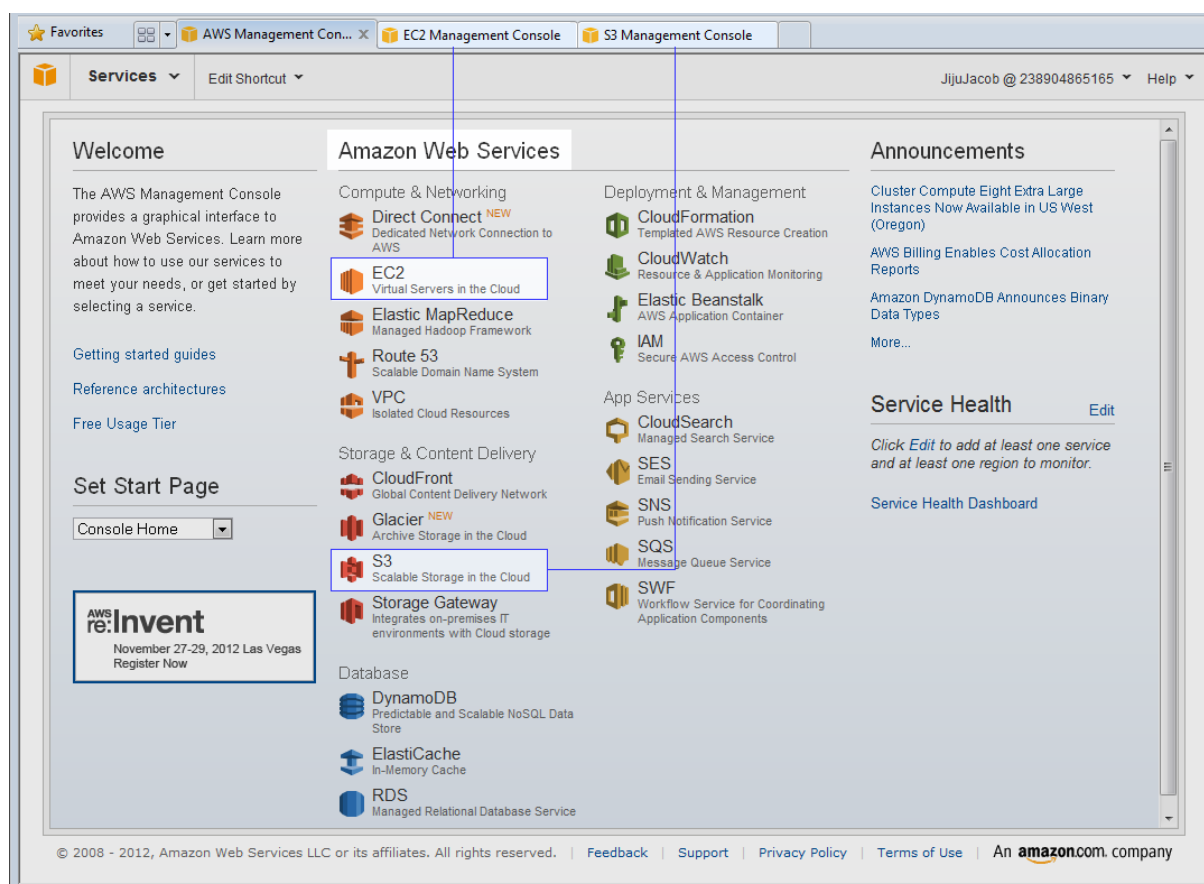 Favorites
AWS Management Con... X
EC2 Management Console
S3 Management Console
Services
Edit Shortcut
JijuJacob @ 238904865165
Help
Welcome
The AWS Management Console
provides a graphical interface to
Amazon Web Services. Learn more
about how to use our services to
meet your needs, or get started by
selecting a service.
Getting started guides
Reference architectures
Free Usage Tier
Set Start Page
Console Home
AWS
re:Invent
November 27-29, 2012 Las Vegas
Register Now
Amazon Web Services
Compute & Networking
Direct Connect NEW
Dedicated Network Connection to
AWS
EC2
Virtual Servers in the Cloud
Elastic MapReduce
Managed Hadoop Framework
Route 53
Scalable Domain Name System
VPC
Isolated Cloud Resources
Storage & Content Delivery
CloudFront
Global Content Delivery Network
Glacier NEW
Archive Storage in the Cloud
S3
Scalable Storage in the Cloud
Storage Gateway
Integrates on-premises IT
environments with Cloud storage
Database
DynamoDB
Predictable and Scalable NoSQL Data
Store
ElastiCache
In-Memory Cache
RDS
Managed Relational Database Service
Deployment & Management
CloudFormation
Templated AWS Resource Creation
CloudWatch
Resource & Application Monitoring
Elastic Beanstalk
AWS Application Container
IAM
Secure AWS Access Control
App Services
CloudSearch
Managed Search Service
SES
Email Sending Service
SNS
Push Notification Service
SQS
Message Queue Service
SWF
Workflow Service for Coordinating
Application Components
Announcements
Cluster Compute Eight Extra Large
Instances Now Available in US West
(Oregon)
AWS Billing Enables Cost Allocation
Reports
Amazon DynamoDB Announces Binary
Data Types
More...
Service Health
Edit
Click Edit to add at least one service
and at least one region to monitor.
Service Health Dashboard
© 2008 - 2012, Amazon Web Services LLC or its affiliates. All rights reserved. | Feedback | Support | Privacy Policy | Terms of Use | An amazon.com. company